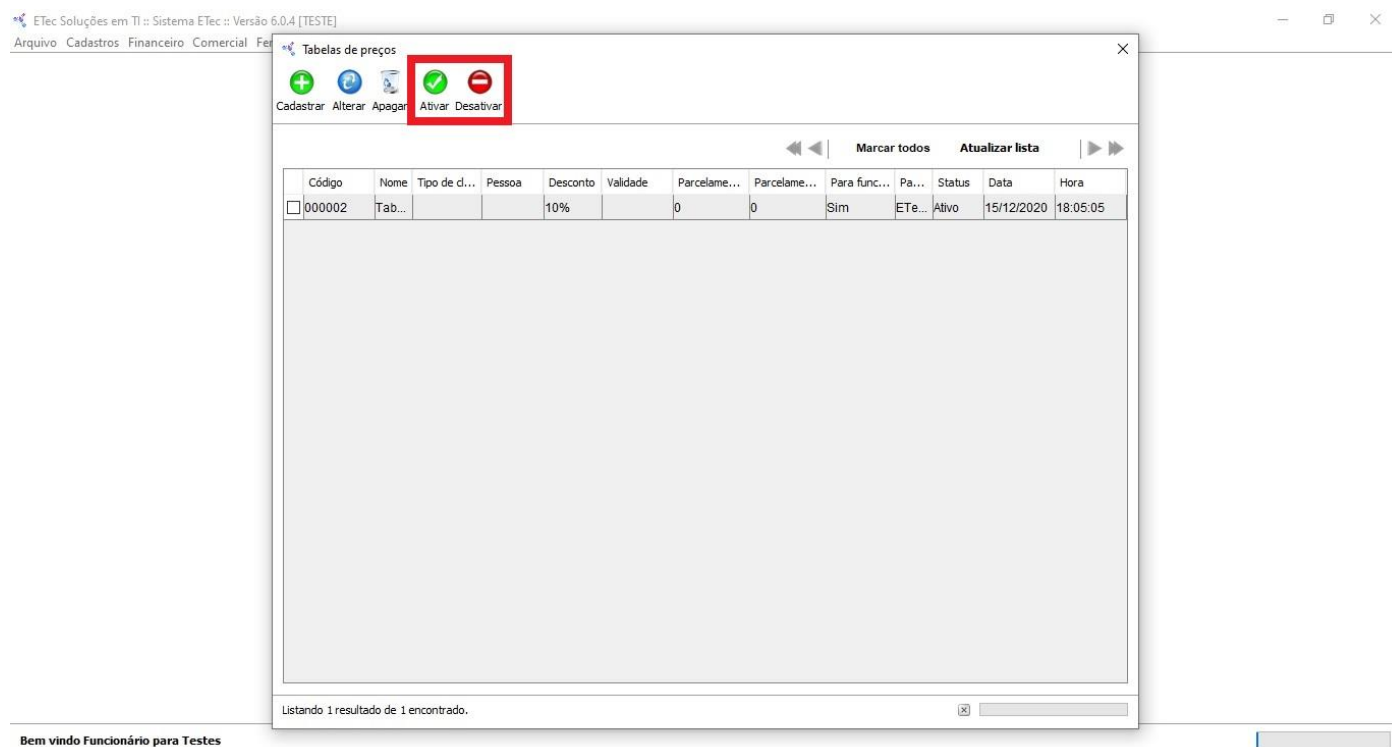 ETec Soluções em TI :: Sistema ETec :: Versão 6.0.4 [TESTE]
Arquivo Cadastros Financeiro Comercial Fer
Tabelas de preços
Cadastrar Alterar Apagar Ativar Desativar
Marcar todos Atualizar lista
Código Nome Tipo de cl... Pessoa Desconto Validade Parcelame... Parcelame... Para func... Pa... Status Data Hora
000002 Tab... 10% 0 0 Sim ETe... Ativo 15/12/2020 18:05:05
Listando 1 resultado de 1 encontrado.
Bem vindo Funcionário para Testes